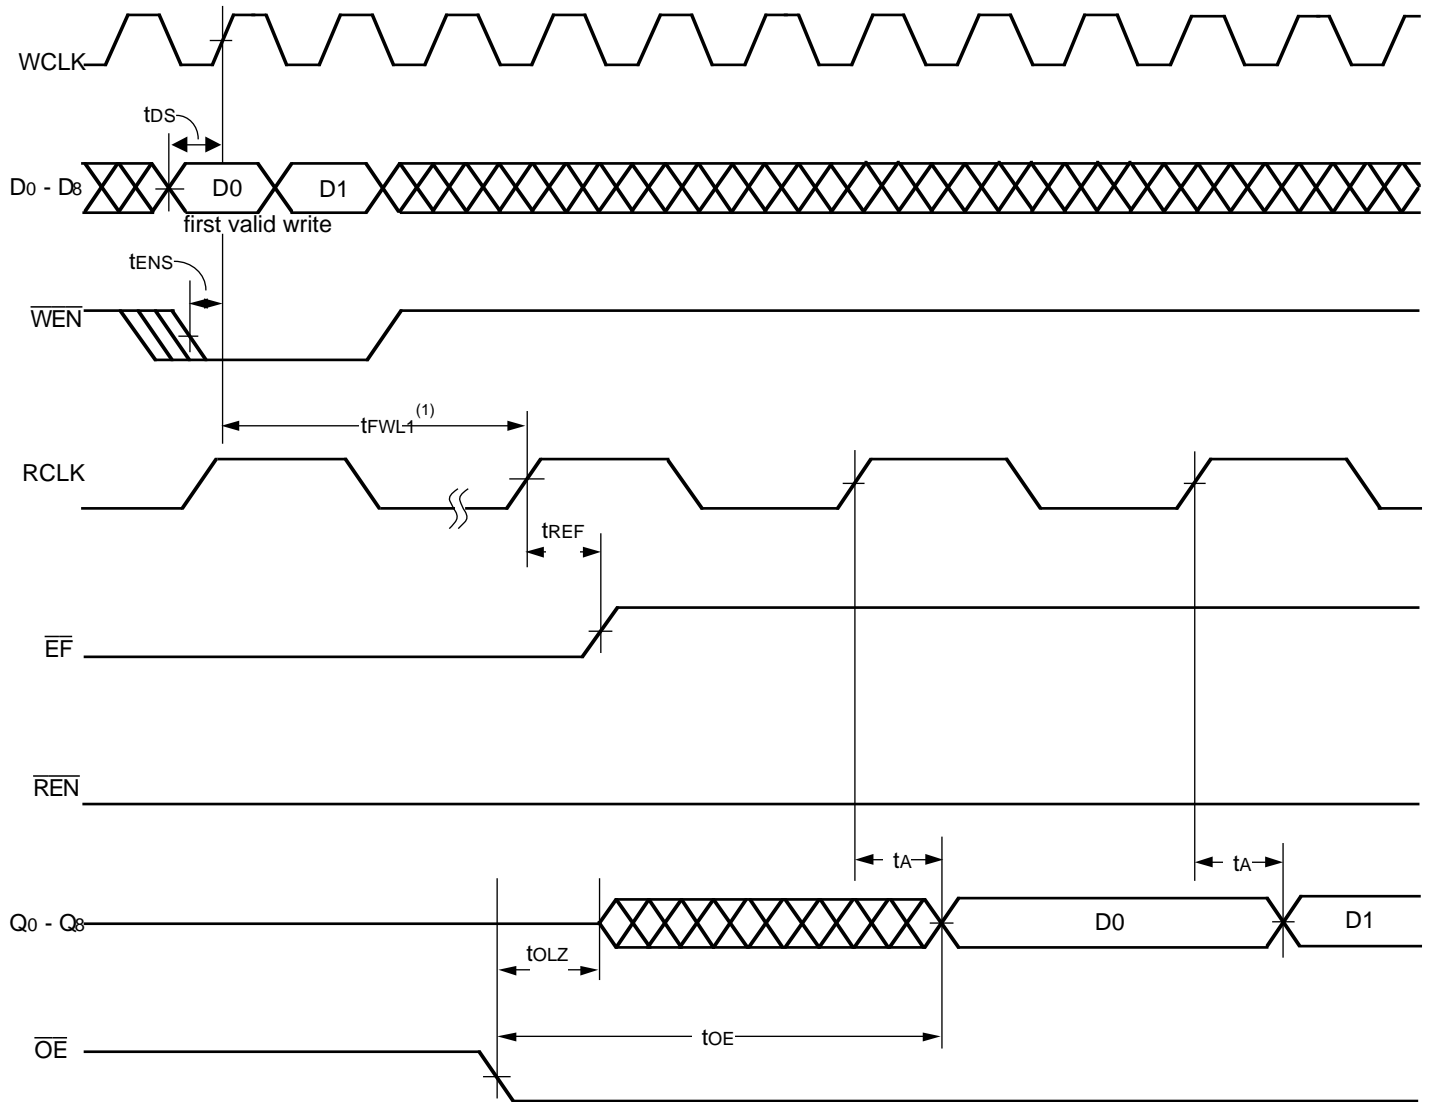 WCLK
tDS
D0 - D8
D0
D1
first valid write
tENS
WEN
tFWL1(1)
RCLK
tREF
EF
REN
tA
tA
Q0 - Q8
D0
D1
tOLZ
tOE
OE